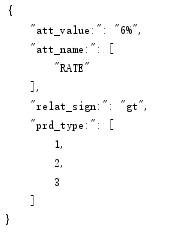 {
    "att_value:": "6%",
    "att_name": [
        "RATE"
    ],
    "relat_sign": "gt",
    "prd_type": [
        1,
        2,
        3
    ]
}